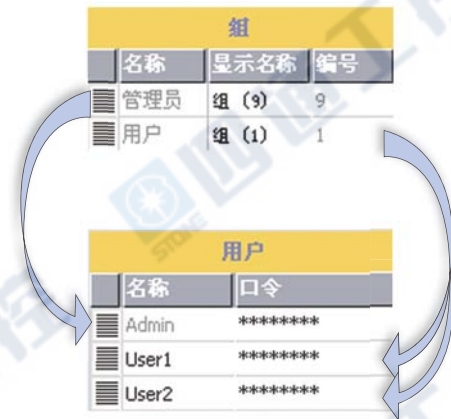 组
名称 显示名称 编号
管理员 组 (9) 9
用户 组 (1) 1
STONE
用户
名称 口令
Admin ********
User1 ********
User2 ********